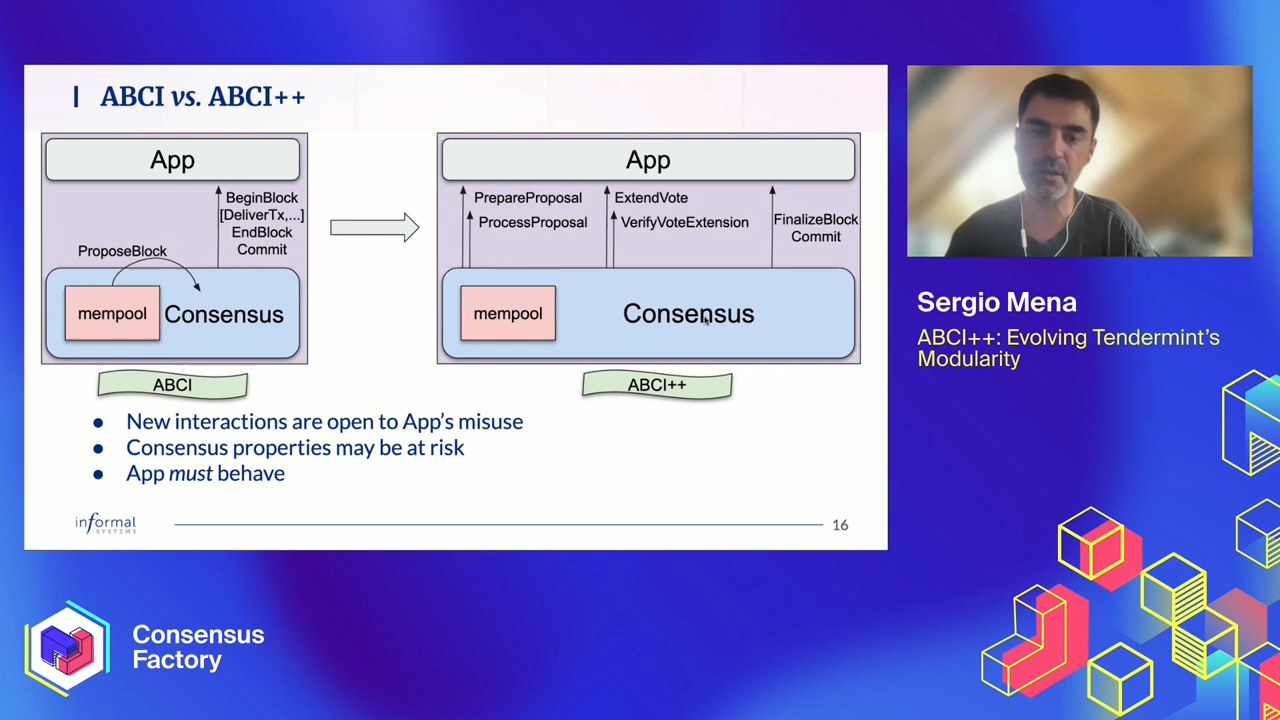 ABCI vs. ABCI++
App
BeginBlock
[DeliverTx,...]
EndBlock
Commit
ProposeBlock
mempool
Consensus
ABCI
App
PrepareProposal
ProcessProposal
ExtendVote
VerifyVoteExtension
FinalizeBlock
Commit
mempool
Consensus
ABCI++
● New interactions are open to App's misuse
● Consensus properties may be at risk
● App must behave
informal
SYSTEMS
16
Sergio Mena
ABCI++: Evolving Tendermint's
Modularity
Consensus
Factory